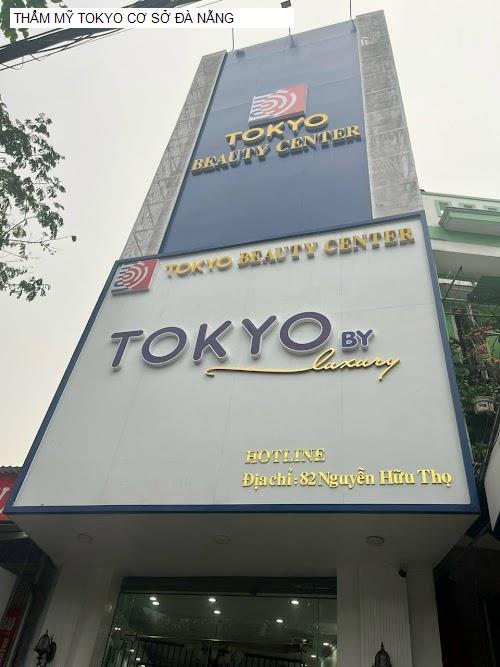 THẨM MỸ TOKYO CƠ SỞ ĐÀ NẴNG
TOKYO
BEAUTY CENTER
TOKYO BEAUTY CENTER
TOKYO BY
luxury
HOTLINE
Địa chỉ : 82 Nguyễn Hữu Thọ